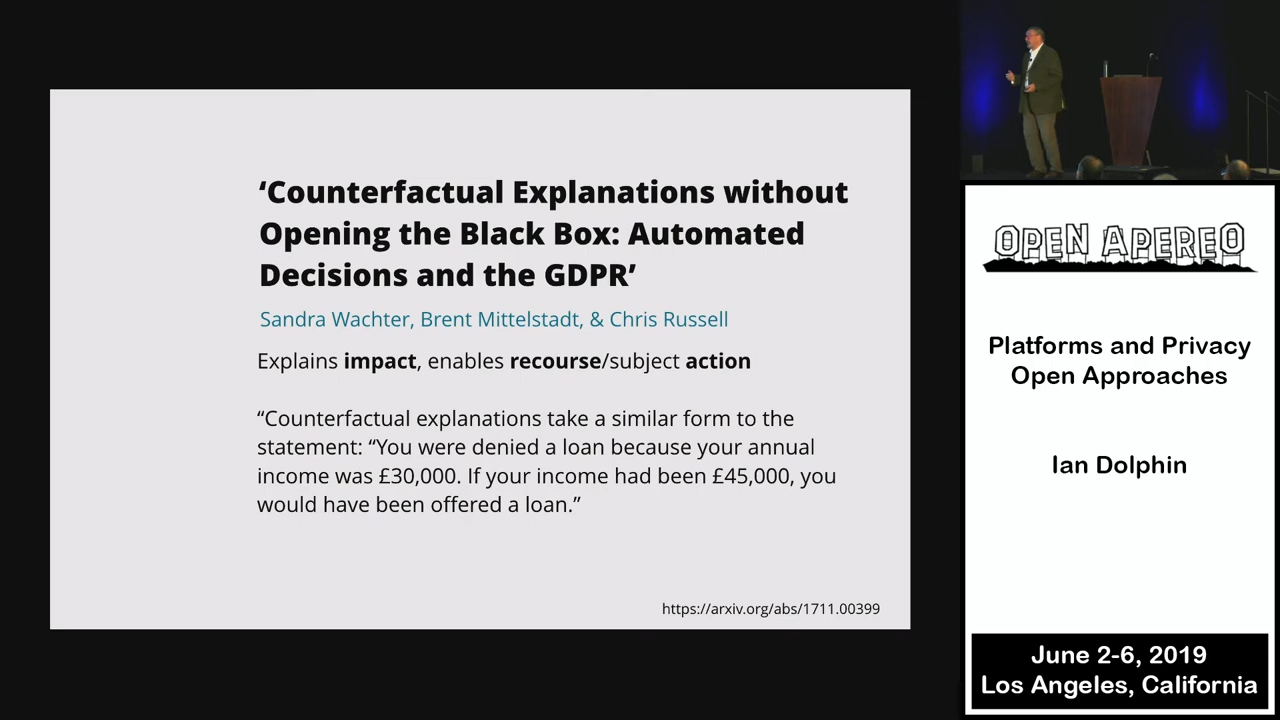 ‘Counterfactual Explanations without
Opening the Black Box: Automated
Decisions and the GDPR’
Sandra Wachter, Brent Mittelstadt, & Chris Russell
Explains impact, enables recourse/subject action
“Counterfactual explanations take a similar form to the
statement: “You were denied a loan because your annual
income was £30,000. If your income had been £45,000, you
would have been offered a loan.”
https://arxiv.org/abs/1711.00399
OPEN APEREO
Platforms and Privacy
Open Approaches
Ian Dolphin
June 2-6, 2019
Los Angeles, California